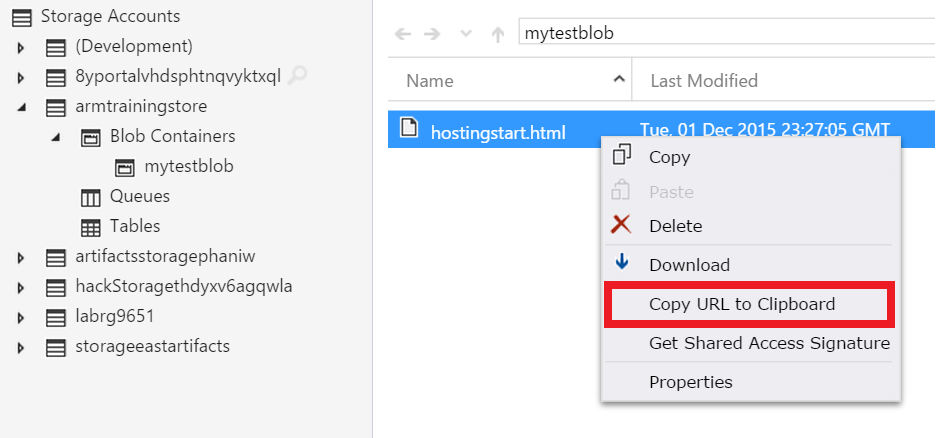 Storage Accounts
(Development)
8yportalvhdsphtnqvyktxql
armtrainingstore
Blob Containers
mytestblob
Queues
Tables
artifactsstoragephaniw
hackStoragethdyxv6agqwla
labrg9651
storageeastartifacts
mytestblob
Name Last Modified
hostingstart.html Tue, 01 Dec 2015 23:27:05 GMT
Copy
Paste
Delete
Download
Copy URL to Clipboard
Get Shared Access Signature
Properties